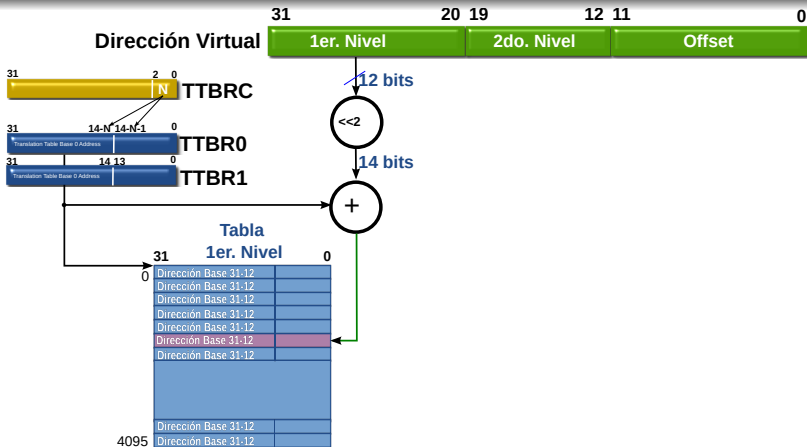 31 20 19 12 11 0
Dirección Virtual 1er. Nivel 2do. Nivel Offset
31 2 0
N TTBRC
12 bits
<<2
31 14-N 14-N-1 0
Translation Table Base 0 Address TTBR0
14 bits
31 14 13 0
Translation Table Base 0 Address TTBR1
+
Tabla
1er. Nivel
31 0
0 Dirección Base 31-12
Dirección Base 31-12
Dirección Base 31-12
Dirección Base 31-12
Dirección Base 31-12
Dirección Base 31-12
Dirección Base 31-12
Dirección Base 31-12
4095 Dirección Base 31-12